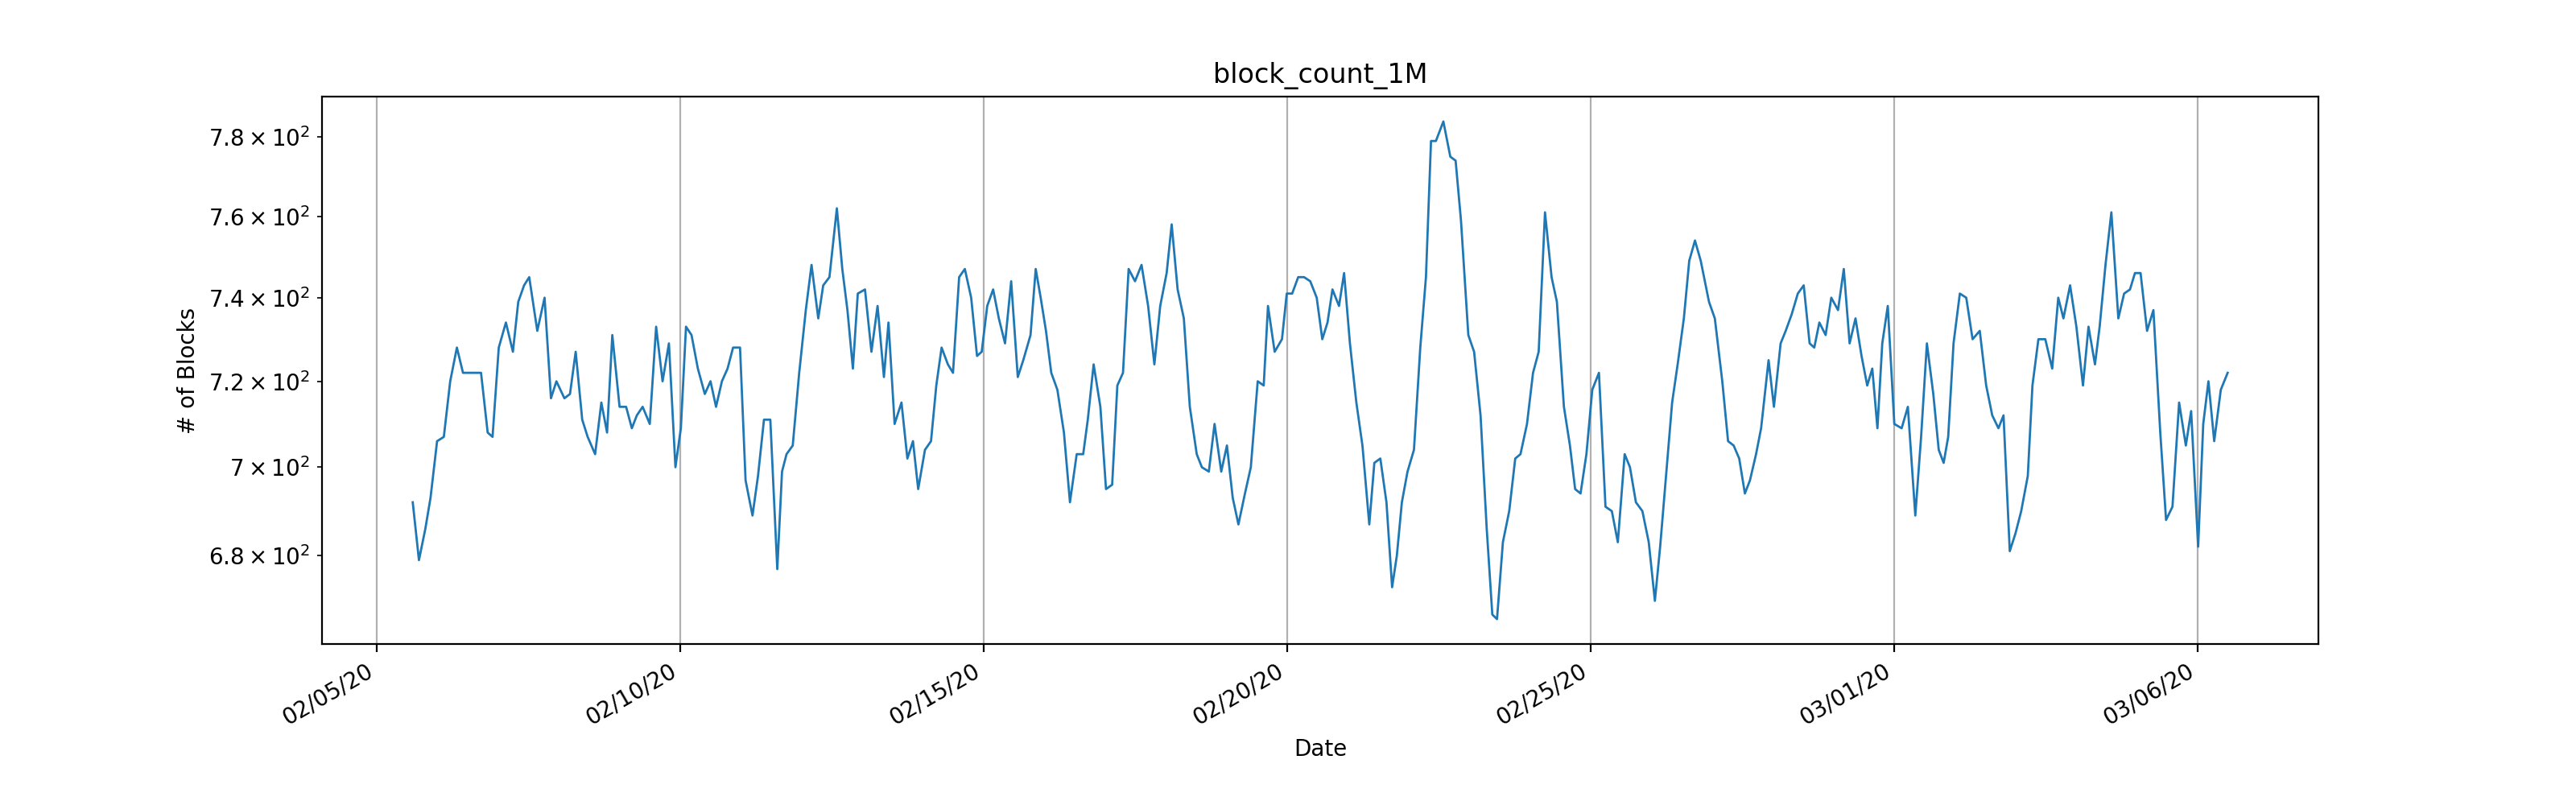 block_count_1M
# of Blocks
7.8 × 10²
7.6 × 10²
7.4 × 10²
7.2 × 10²
7 × 10²
6.8 × 10²
02/05/20
02/10/20
02/15/20
02/20/20
02/25/20
03/01/20
03/06/20
Date